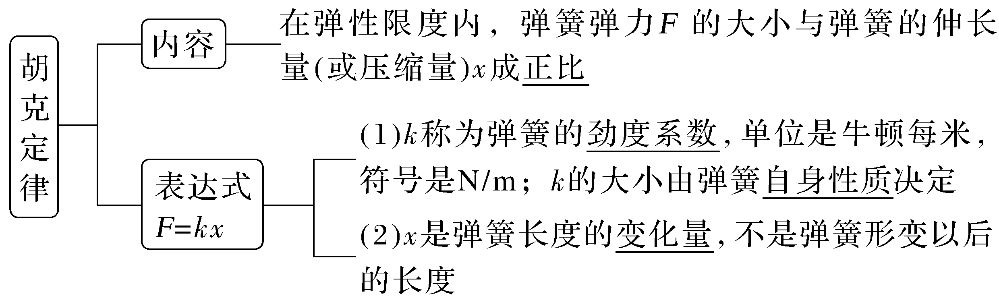 胡克定律
内容
在弹性限度内，弹簧弹力F 的大小与弹簧的伸长
量(或压缩量)x成正比
表达式
F=kx
(1)k称为弹簧的劲度系数,单位是牛顿每米,
符号是N/m；k的大小由弹簧自身性质决定
(2)x是弹簧长度的变化量,不是弹簧形变以后
的长度